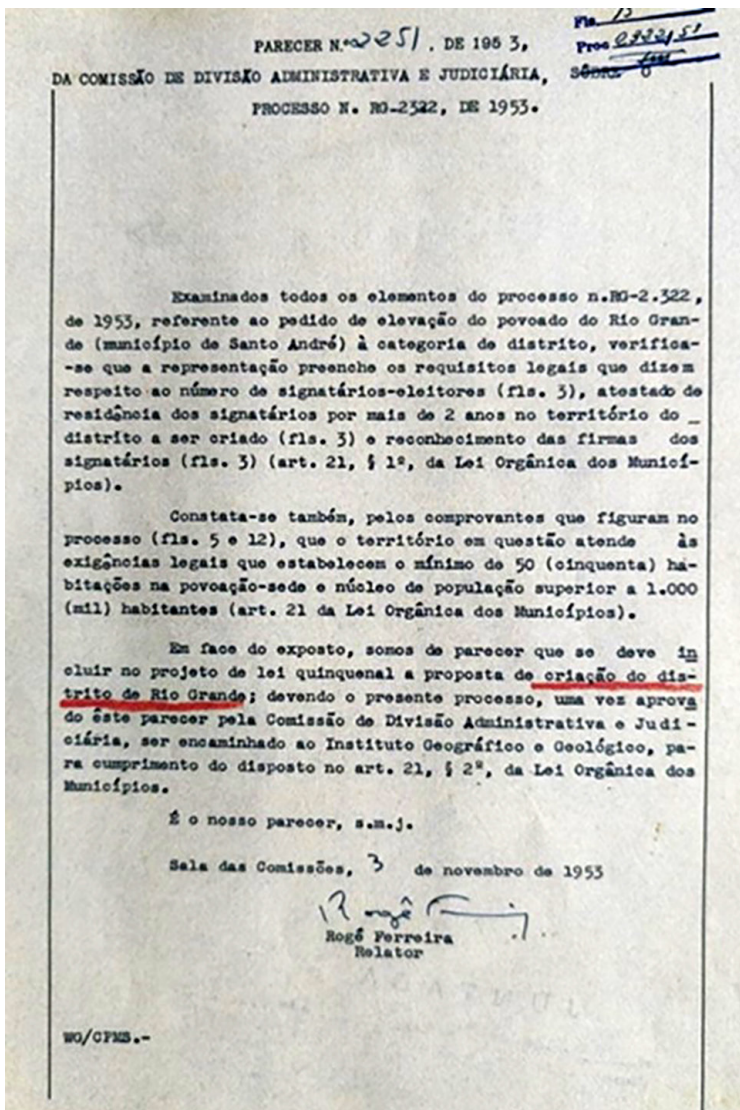 Fls. 13
PARECER N.º 2251, DE 1953,
Proc 2322/53
DA COMISSÃO DE DIVISÃO ADMINISTRATIVA E JUDICIÁRIA, SÔBRE O
PROCESSO N. RG-2322, DE 1953.
Examinados todos os elementos do processo n.RG-2.322,
de 1953, referente ao pedido de elevação do povoado do Rio Gran-
de (município de Santo André) à categoria de distrito, verifica-
-se que a representação preenche os requisitos legais que dizem
respeito ao número de signatários-eleitores (fls. 3), atestado de
residência dos signatários por mais de 2 anos no território do _
distrito a ser criado (fls. 3) e reconhecimento das firmas dos
signatários (fls. 3) (art. 21, § 1º, da Lei Orgânica dos Municí-
pios).
Constata-se também, pelos comprovantes que figuram no
processo (fls. 5 e 12), que o território em questão atende às
exigências legais que estabelecem o mínimo de 50 (cinquenta) ha-
bitações na povoação-sede e núcleo de população superior a 1.000
(mil) habitantes (art. 21 da Lei Orgânica dos Municípios).
Em face do exposto, somos de parecer que se deve in
cluir no projeto de lei quinquenal a proposta de criação do dis-
trito de Rio Grande; devendo o presente processo, uma vez aprova
do êste parecer pela Comissão de Divisão Administrativa e Judi-
ciária, ser encaminhado ao Instituto Geográfico e Geológico, pa-
ra cumprimento do disposto no art. 21, § 2º, da Lei Orgânica dos
Municípios.
É o nosso parecer, s.m.j.
Sala das Comissões, 3 de novembro de 1953
Rogê Ferreira
Relator
JUNTADA
WG/CPMS.-